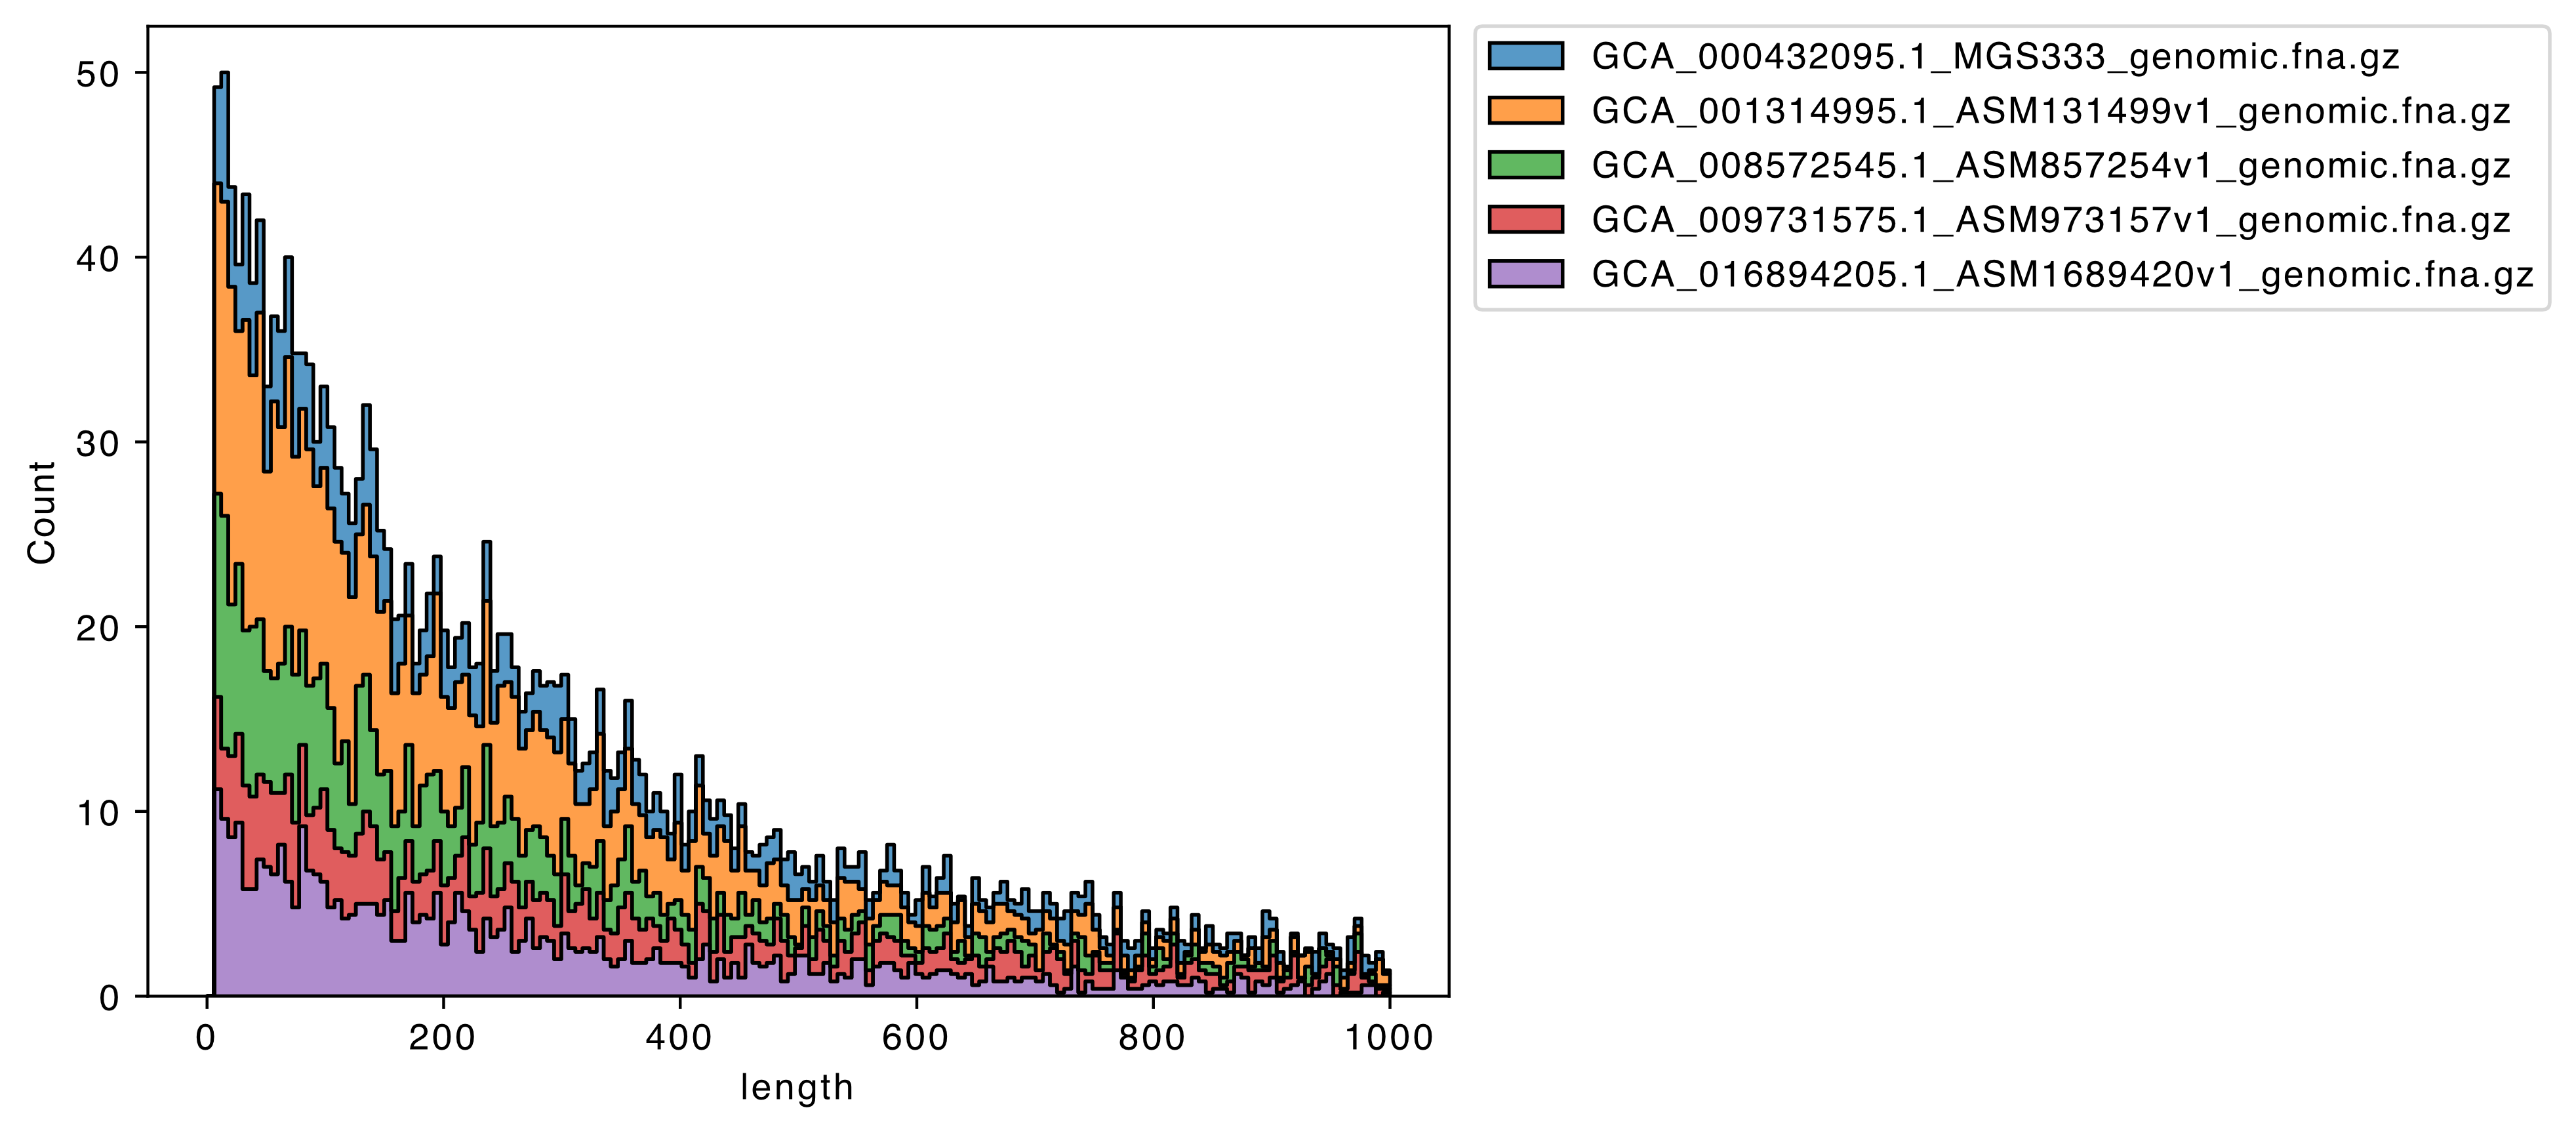 50
40
30
20
10
0
Count
0 200 400 600 800 1000
length
GCA_000432095.1_MGS333_genomic.fna.gz
GCA_001314995.1_ASM131499v1_genomic.fna.gz
GCA_008572545.1_ASM857254v1_genomic.fna.gz
GCA_009731575.1_ASM973157v1_genomic.fna.gz
GCA_016894205.1_ASM1689420v1_genomic.fna.gz